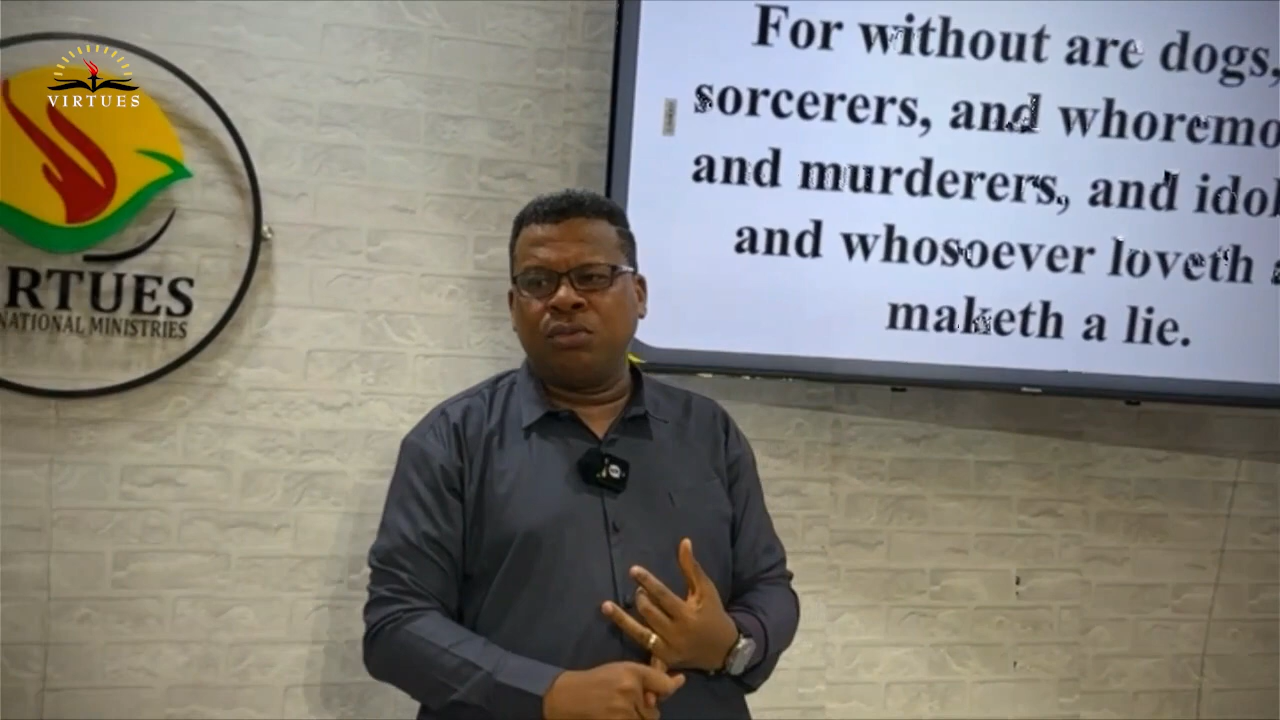 VIRTUES
RTUES
NATIONAL MINISTRIES
For without are dogs,
sorcerers, and whoremo
and murderers, and idol
and whosoever loveth
maketh a lie.